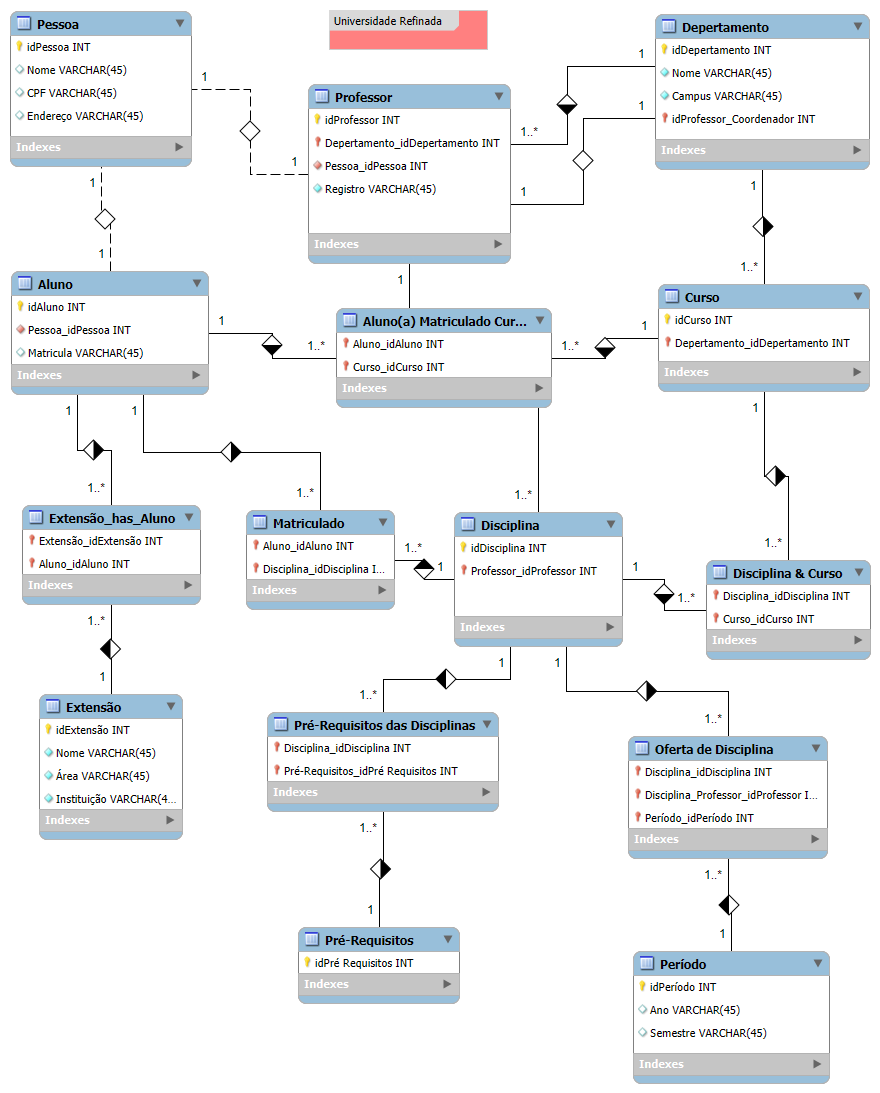 Universidade Refinada
Pessoa
idPessoa INT
Nome VARCHAR(45)
CPF VARCHAR(45)
Endereço VARCHAR(45)
Indexes
1
1
1
1
Professor
idProfessor INT
Departamento_idDepertamento INT
Pessoa_idPessoa INT
Registro VARCHAR(45)
Indexes
1..*
1
1
1
1
Departamento
idDepertamento INT
Nome VARCHAR(45)
Campus VARCHAR(45)
idProfessor_Coordenador INT
Indexes
1
1..*
Aluno
idAluno INT
Pessoa_idPessoa INT
Matricula VARCHAR(45)
Indexes
1
1..*
Aluno(a) Matriculado Cur...
Aluno_idAluno INT
Curso_idCurso INT
Indexes
1..*
1
Curso
idCurso INT
Departamento_idDepertamento INT
Indexes
1
1
1..*
1..*
1..*
1
1..*
Extensão_has_Aluno
Extensão_idExtensão INT
Aluno_idAluno INT
Indexes
1..*
1
Matriculado
Aluno_idAluno INT
Disciplina_idDisciplina I...
Indexes
1..*
1
Disciplina
idDisciplina INT
Professor_idProfessor INT
Indexes
1
1..*
Disciplina & Curso
Disciplina_idDisciplina INT
Curso_idCurso INT
Indexes
1
1..*
1
1..*
Extensão
idExtensão INT
Nome VARCHAR(45)
Área VARCHAR(45)
Instituição VARCHAR(4...
Indexes
Pré-Requisitos das Disciplinas
Disciplina_idDisciplina INT
Pré-Requisitos_idPré Requisitos INT
Indexes
1..*
1
Oferta de Disciplina
Disciplina_idDisciplina INT
Disciplina_Professor_idProfessor I...
Período_idPeríodo INT
Indexes
1..*
1
Pré-Requisitos
idPré Requisitos INT
Indexes
Período
idPeríodo INT
Ano VARCHAR(45)
Semestre VARCHAR(45)
Indexes